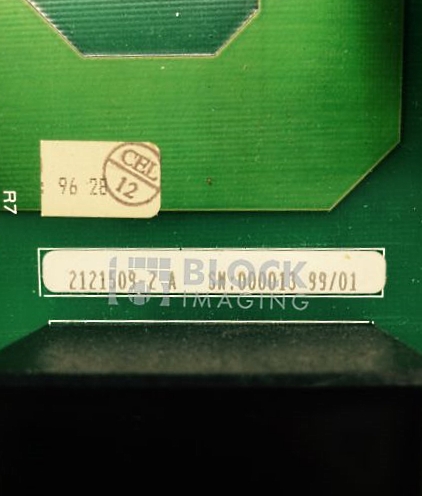 CEL
96 28
12
R7
2121509 2 A SN:000013 99/01
BLOCK
IMAGING